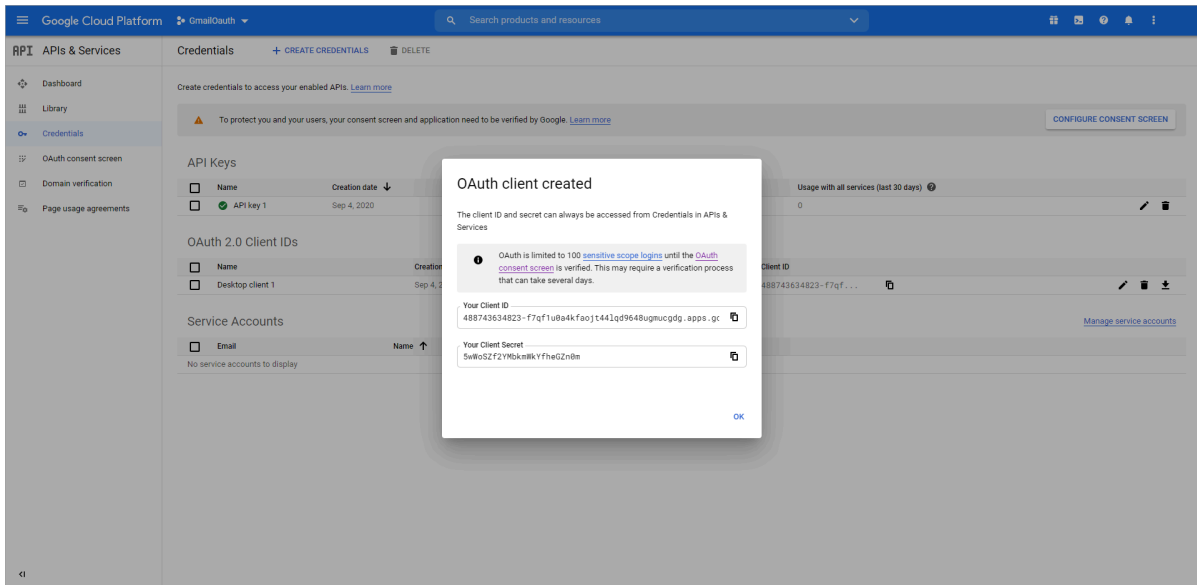 Google Cloud Platform
GmailOauth
Search products and resources
API APIs & Services
Credentials
+ CREATE CREDENTIALS
DELETE
Dashboard
Library
Credentials
OAuth consent screen
Domain verification
Page usage agreements
Create credentials to access your enabled APIs. Learn more
To protect you and your users, your consent screen and application need to be verified by Google. Learn more
CONFIGURE CONSENT SCREEN
API Keys
Name
Creation date
Usage with all services (last 30 days)
API key 1
Sep 4, 2020
0
OAuth 2.0 Client IDs
Name
Creation
Client ID
Desktop client 1
Sep 4, 2
488743634823-f7qf...
Service Accounts
Manage service accounts
Email
Name
No service accounts to display
OAuth client created
The client ID and secret can always be accessed from Credentials in APIs &
Services
OAuth is limited to 100 sensitive scope logins until the OAuth
consent screen is verified. This may require a verification process
that can take several days.
Your Client ID
488743634823-f7qf1u0a4kfaojt44lqd9648ugmucgdg.apps.gc
Your Client Secret
5wWoSZf2YMbkmWkYfheGZn0m
OK